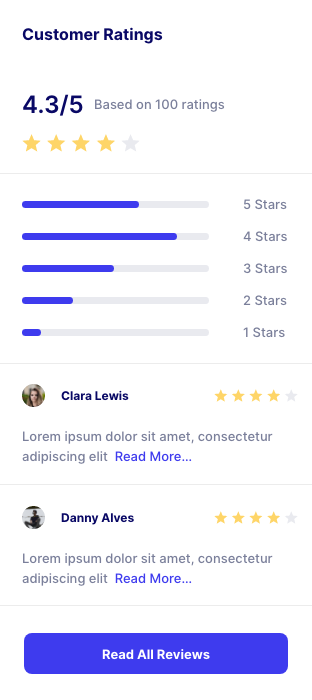 Customer Ratings
4.3/5 Based on 100 ratings
5 Stars
4 Stars
3 Stars
2 Stars
1 Stars
Clara Lewis
Lorem ipsum dolor sit amet, consectetur
adipiscing elit Read More...
Danny Alves
Lorem ipsum dolor sit amet, consectetur
adipiscing elit Read More...
Read All Reviews